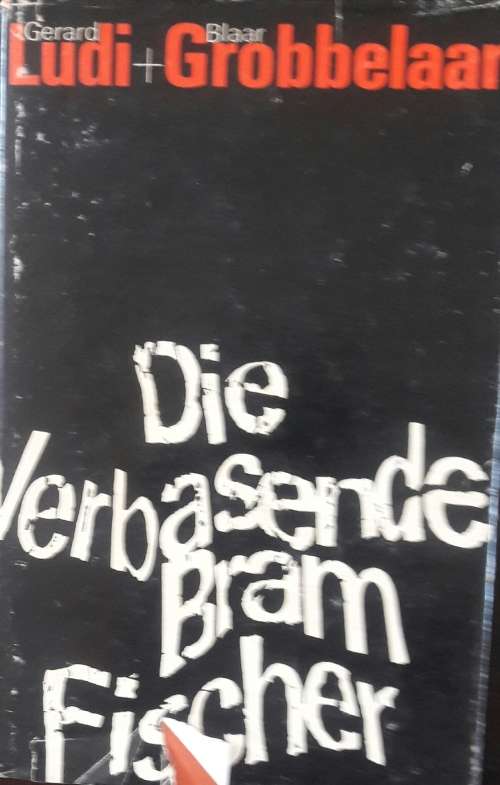 Gerard Blaar
Ludi + Grobbelaar
Die
Verbasende
Bram
Fischer